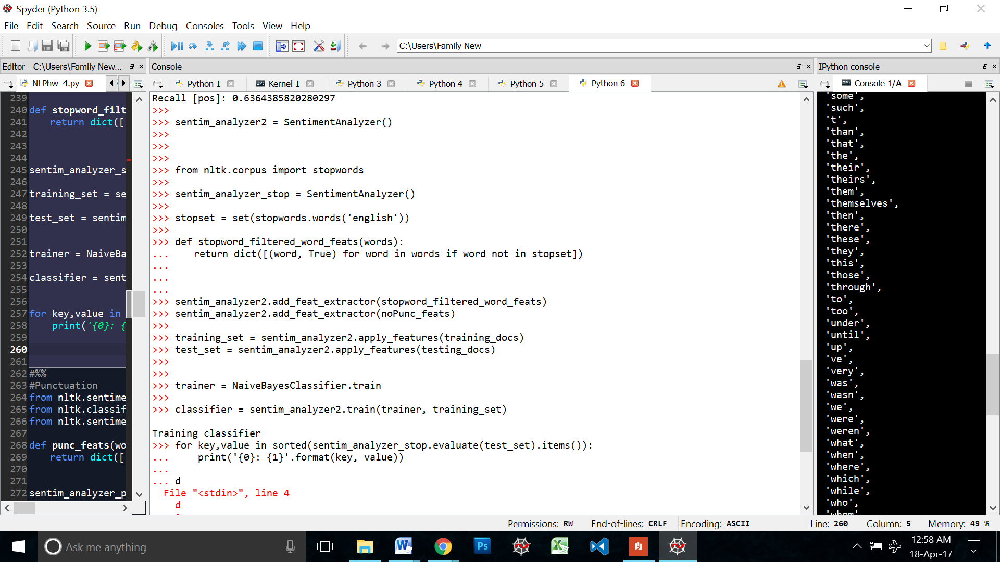 Spyder (Python 3.5)
File Edit Search Source Run Debug Consoles Tools View Help
C:\Users\Family New
Editor - C:\Users\Family New...
NLPhw_4.py
239
240 def stopword_filt
241 return dict([
242
243
244
245 sentim_analyzer_s
246
247 training_set = se
248
249 test_set = sentim
250
251
252 trainer = NaiveBa
253
254 classifier = sent
255
256
257 for key,value in
258 print('{0}: {
259
260
261
262 #%%
263 #Punctuation
264 from nltk.sentime
265 from nltk.classif
266 from nltk.sentime
267
268 def punc_feats(wo
269 return dict([
270
271
272 sentim_analyzer_p
Console
Python 1 IP: Kernel 1 Python 3 Python 4 Python 5 Python 6
Recall [pos]: 0.6364385820280297
>>>
>>> sentim_analyzer2 = SentimentAnalyzer()
>>>
>>>
>>>
>>> from nltk.corpus import stopwords
>>>
>>> sentim_analyzer_stop = SentimentAnalyzer()
>>>
>>> stopset = set(stopwords.words('english'))
>>>
>>> def stopword_filtered_word_feats(words):
... return dict([(word, True) for word in words if word not in stopset])
...
...
...
>>> sentim_analyzer2.add_feat_extractor(stopword_filtered_word_feats)
>>> sentim_analyzer2.add_feat_extractor(noPunc_feats)
>>>
>>> training_set = sentim_analyzer2.apply_features(training_docs)
>>> test_set = sentim_analyzer2.apply_features(testing_docs)
>>>
>>>
>>> trainer = NaiveBayesClassifier.train
>>>
>>> classifier = sentim_analyzer2.train(trainer, training_set)
Training classifier
>>> for key,value in sorted(sentim_analyzer_stop.evaluate(test_set).items()):
... print('{0}: {1}'.format(key, value))
...
... d
File "<stdin>", line 4
d
IPython console
IP: Console 1/A
'some',
'such',
't',
'than',
'that',
'the',
'their',
'theirs',
'them',
'themselves',
'then',
'there',
'these',
'they',
'this',
'those',
'through',
'to',
'too',
'under',
'until',
'up',
've',
'very',
'was',
'wasn',
'we',
'were',
'weren',
'what',
'when',
'where',
'which',
'while',
'who',
'whom',
Permissions: RW End-of-lines: CRLF Encoding: ASCII Line: 260 Column: 5 Memory: 49 %
Ask me anything
Ps
12:58 AM
18-Apr-17